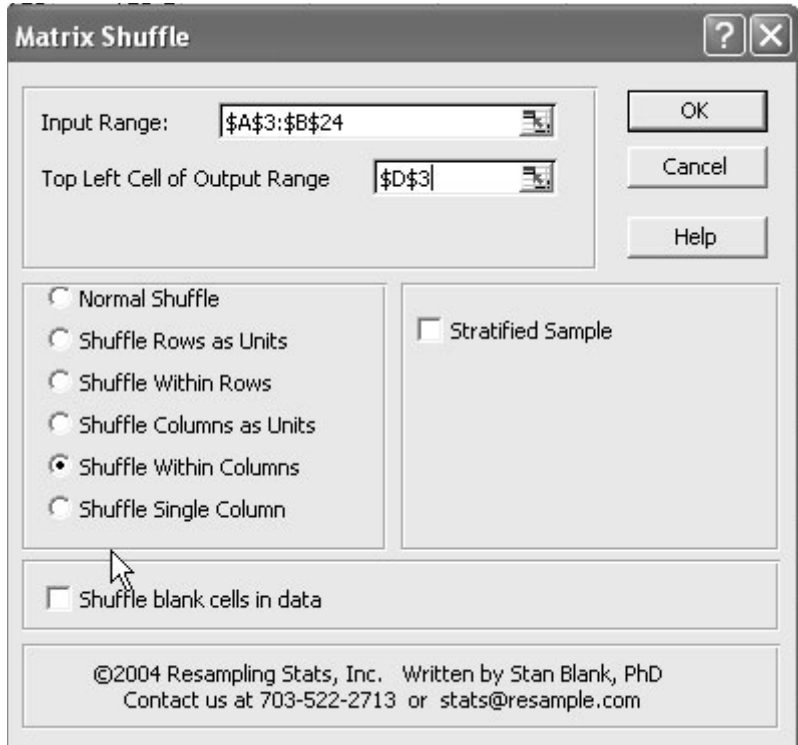 Matrix Shuffle
Input Range: $A$3:$B$24
Top Left Cell of Output Range $D$3
OK
Cancel
Help
Normal Shuffle
Shuffle Rows as Units
Shuffle Within Rows
Shuffle Columns as Units
Shuffle Within Columns
Shuffle Single Column
Stratified Sample
Shuffle blank cells in data
©2004 Resampling Stats, Inc. Written by Stan Blank, PhD
Contact us at 703-522-2713 or stats@resample.com